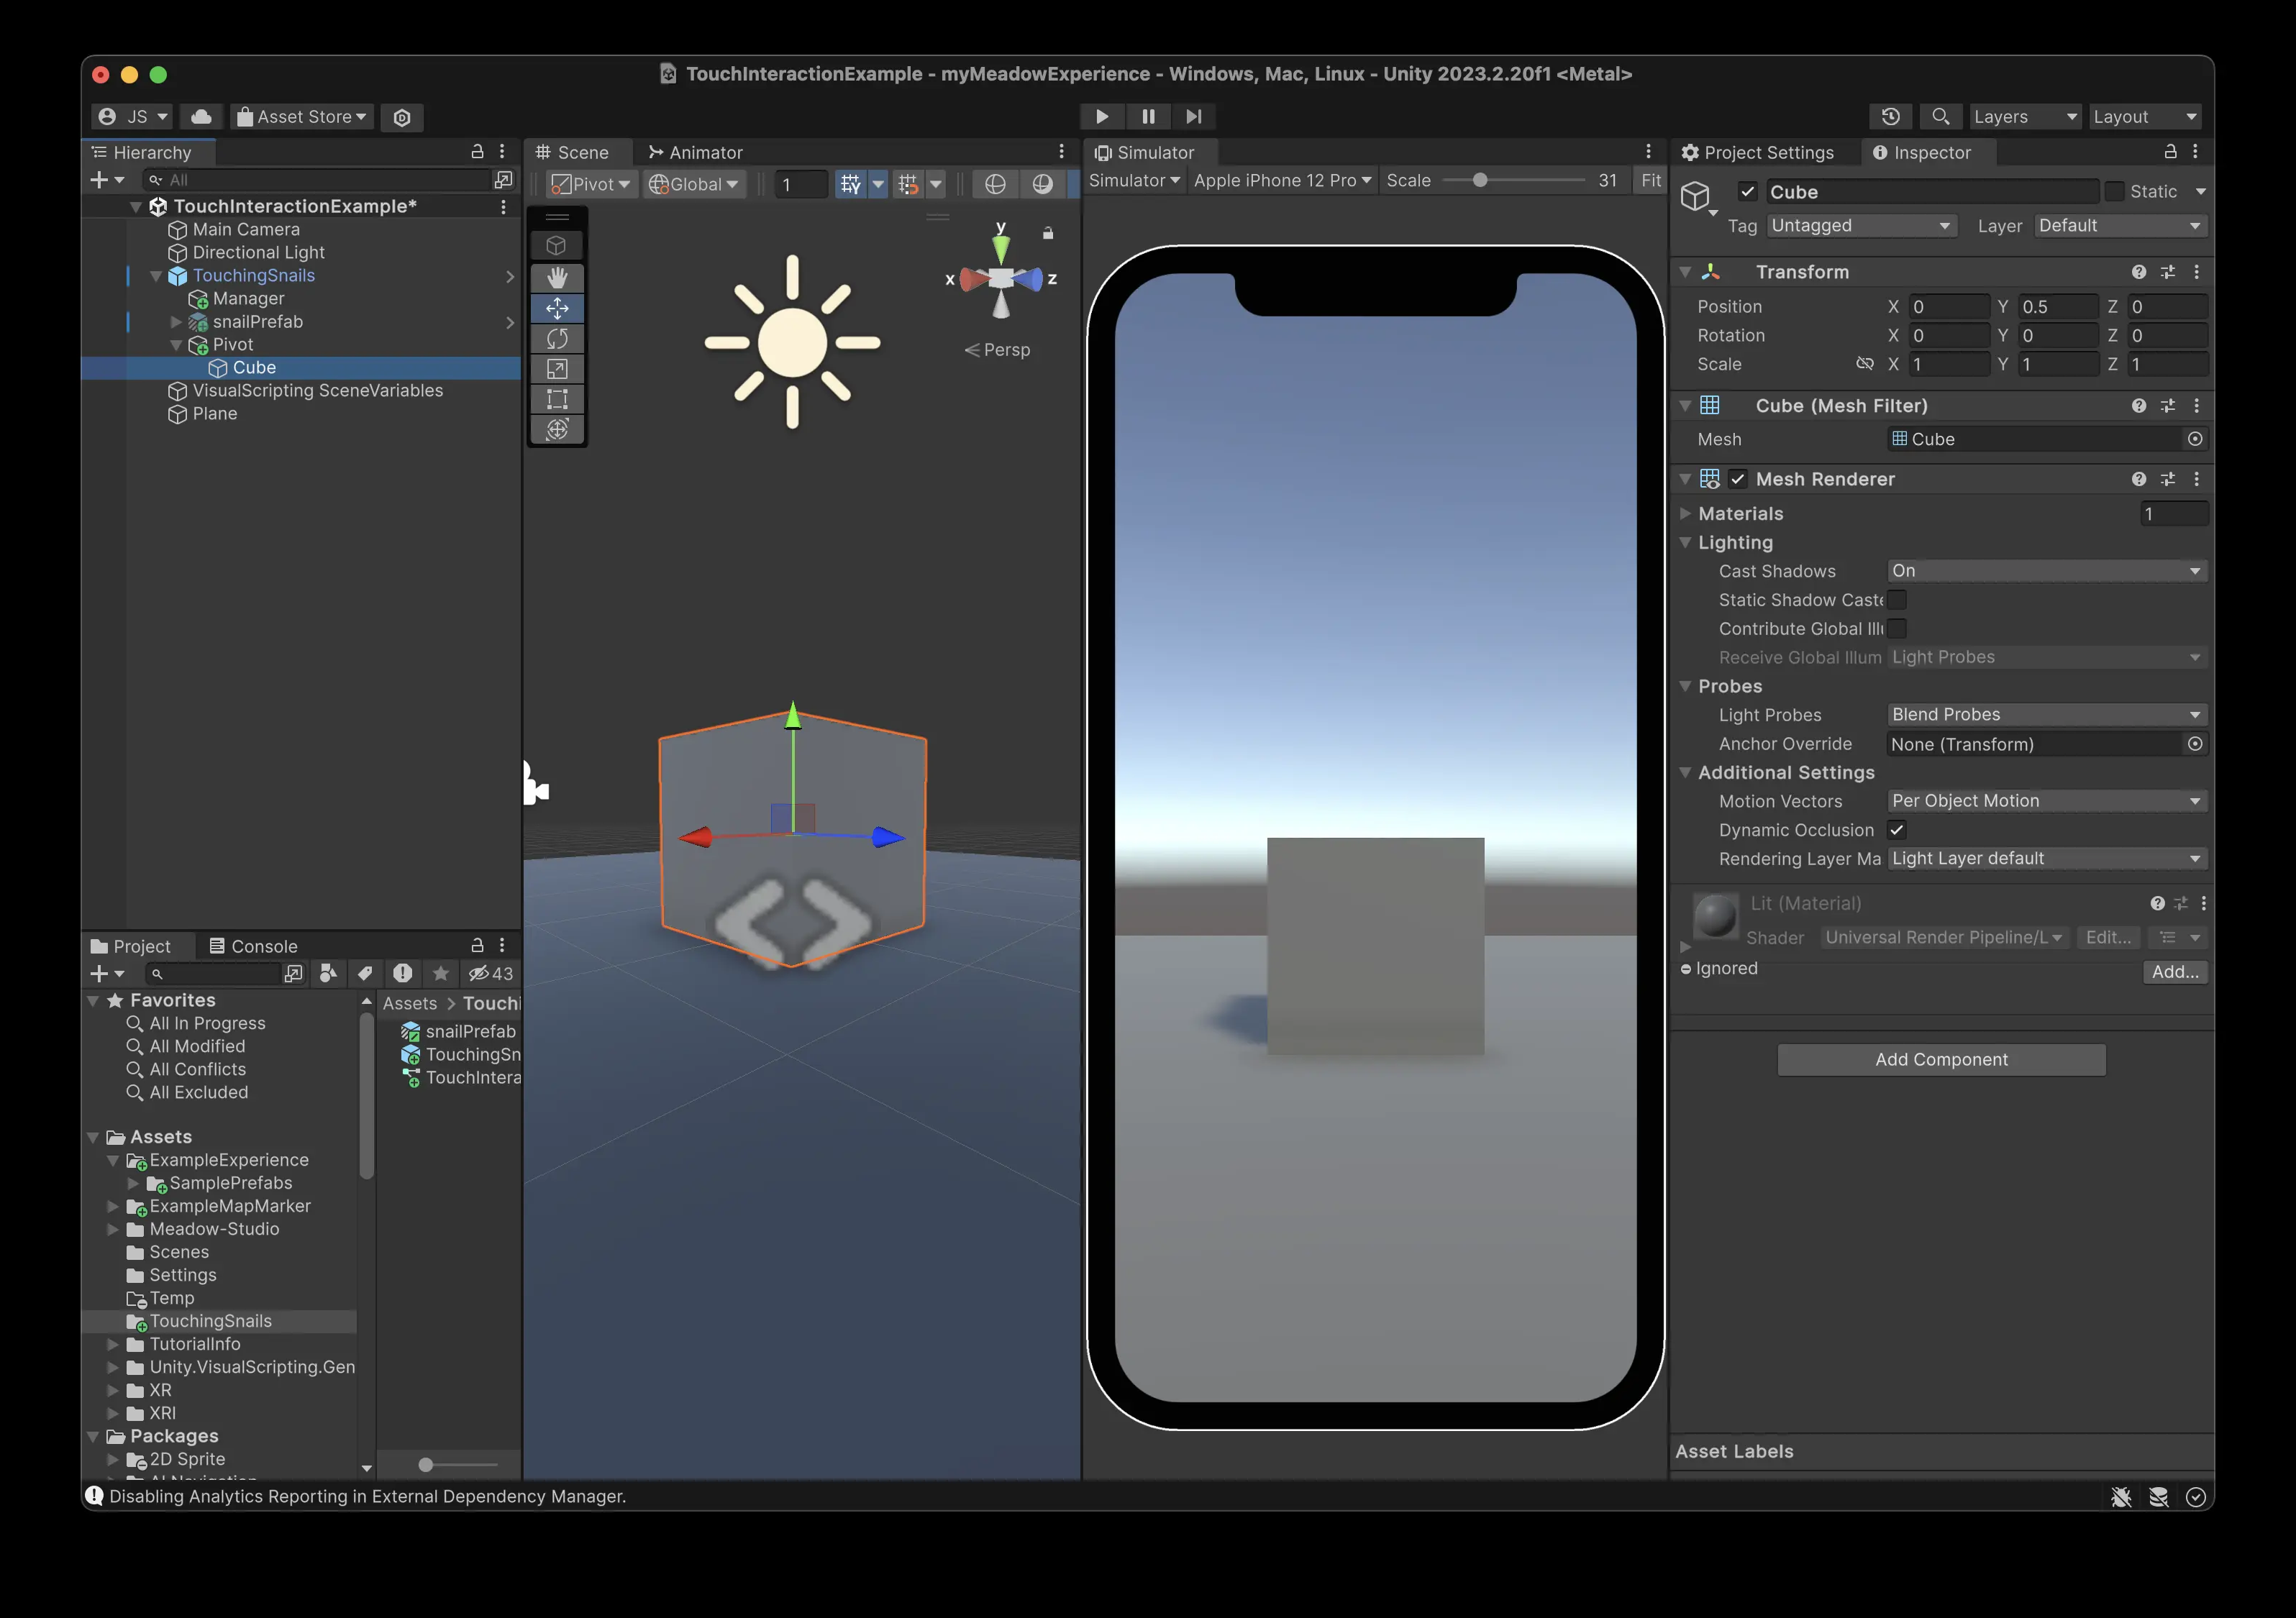 TouchInteractionExample - myMeadowExperience - Windows, Mac, Linux - Unity 2023.2.20f1 <Metal>
JS
Asset Store
Layers
Layout
Hierarchy
All
TouchInteractionExample*
Main Camera
Directional Light
TouchingSnails
Manager
snailPrefab
Pivot
Cube
VisualScripting SceneVariables
Plane
Scene
Animator
Pivot
Global
1
y
x
z
Persp
Simulator
Simulator
Apple iPhone 12 Pro
Scale
31
Fit
Project Settings
Inspector
Cube
Static
Tag
Untagged
Layer
Default
Transform
Position X 0 Y 0.5 Z 0
Rotation X 0 Y 0 Z 0
Scale X 1 Y 1 Z 1
Cube (Mesh Filter)
Mesh
Cube
Mesh Renderer
Materials
1
Lighting
Cast Shadows
On
Static Shadow Caste
Contribute Global Illu
Receive Global Illum
Light Probes
Probes
Light Probes
Blend Probes
Anchor Override
None (Transform)
Additional Settings
Motion Vectors
Per Object Motion
Dynamic Occlusion
Rendering Layer Ma
Light Layer default
Lit (Material)
Shader
Universal Render Pipeline/L
Edit...
Ignored
Add...
Add Component
Asset Labels
Project
Console
43
Favorites
All In Progress
All Modified
All Conflicts
All Excluded
Assets
ExampleExperience
SamplePrefabs
ExampleMapMarker
Meadow-Studio
Scenes
Settings
Temp
TouchingSnails
TutorialInfo
Unity.VisualScripting.Gen
XR
XRI
Packages
2D Sprite
Assets > Touchi
snailPrefab
TouchingSn
TouchIntera
Disabling Analytics Reporting in External Dependency Manager.